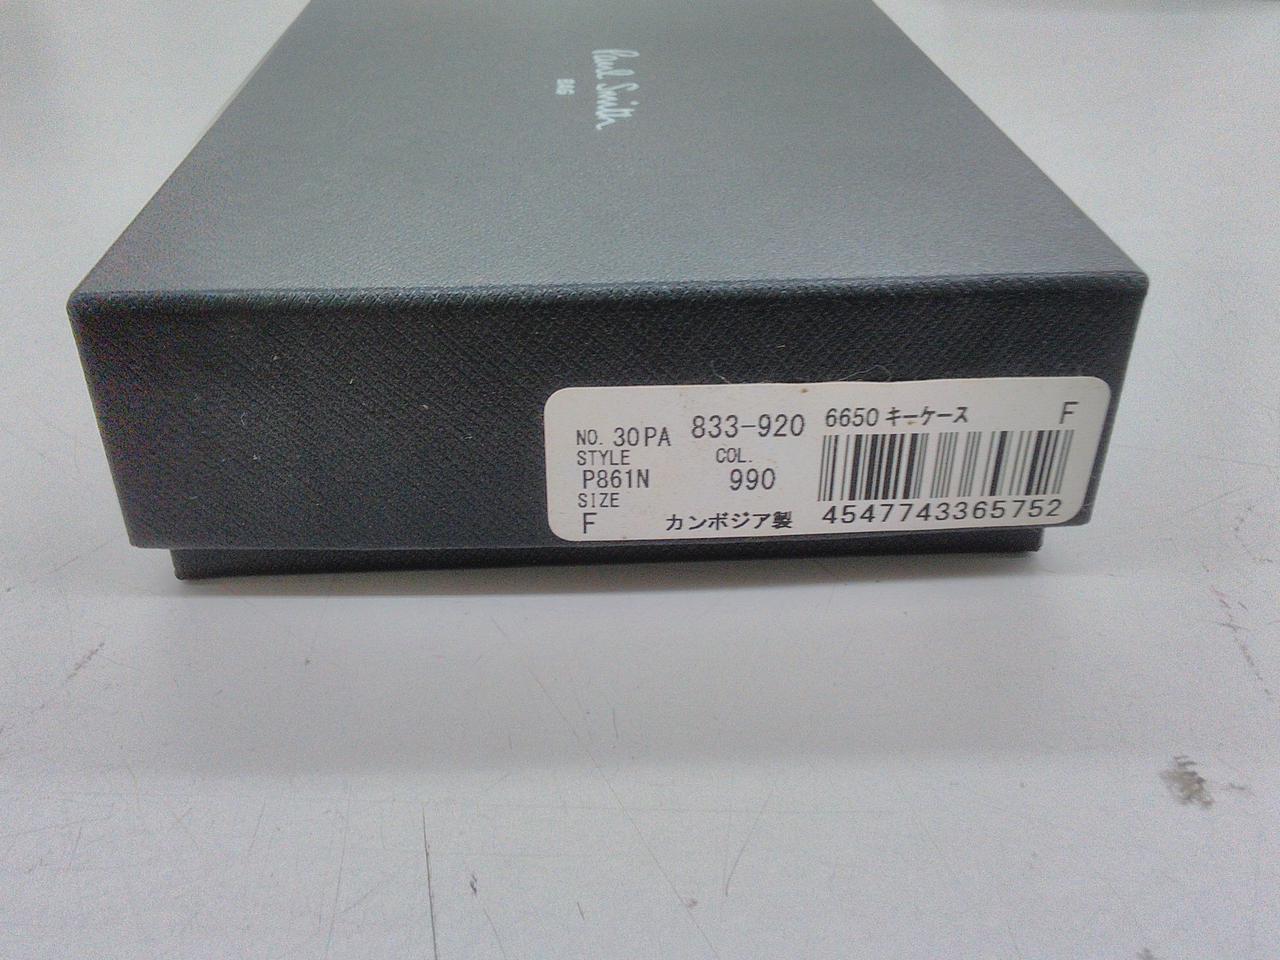 Paul Smith
BAG
NO. 30PA 833-920 6650 キーケース F
STYLE COL.
P861N 990
SIZE
F カンボジア製 4547743365752